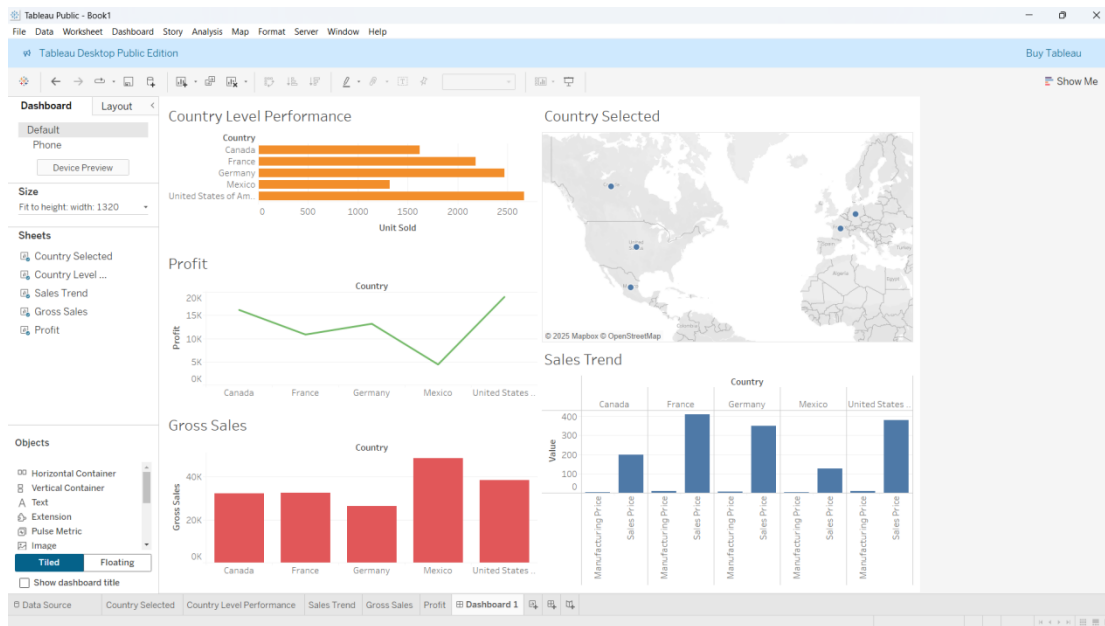 Tableau Public - Book1
File Data Worksheet Dashboard Story Analysis Map Format Server Window Help
Tableau Desktop Public Edition
Buy Tableau
Show Me
Dashboard Layout
Default
Phone
Device Preview
Size
Fit to height: width: 1320
Sheets
Country Selected
Country Level ...
Sales Trend
Gross Sales
Profit
Objects
Horizontal Container
Vertical Container
Text
Extension
Pulse Metric
Image
Tiled Floating
Show dashboard title
Country Level Performance
Country
Canada
France
Germany
Mexico
United States of Am..
0 500 1000 1500 2000 2500
Unit Sold
Profit
Country
20K
15K
10K
5K
0K
Profit
Canada France Germany Mexico United States ..
Gross Sales
Country
40K
20K
0K
Gross Sales
Canada France Germany Mexico United States ..
Country Selected
United
Spain
Turkey
Algeria
Egypt
© 2025 Mapbox © OpenStreetMap
Sales Trend
Country
Canada France Germany Mexico United States ..
400
300
200
100
0
Value
Manufacturing Price
Sales Price
Manufacturing Price
Sales Price
Manufacturing Price
Sales Price
Manufacturing Price
Sales Price
Manufacturing Price
Sales Price
Data Source Country Selected Country Level Performance Sales Trend Gross Sales Profit Dashboard 1